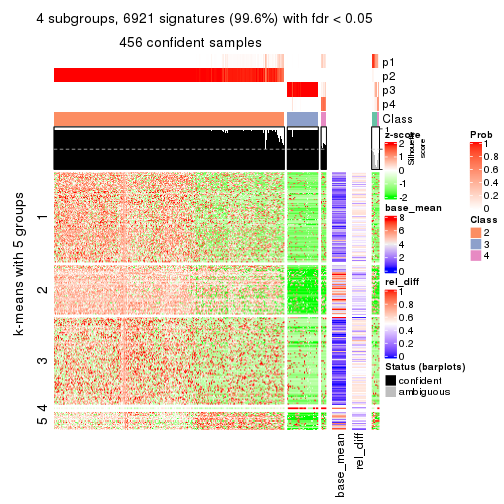 4 subgroups, 6921 signatures (99.6%) with fdr < 0.05
456 confident samples
p1
p2
p3
p4
Class
1
Silhouette
score
k-means with 5 groups
1
2
3
4
5
base_mean
rel_diff
z-score
2
1
0
-1
-2
base_mean
8
6
4
2
0
rel_diff
1
0.8
0.6
0.4
0.2
0
Status (barplots)
confident
ambiguous
Prob
1
0.8
0.6
0.4
0.2
0
Class
2
3
4